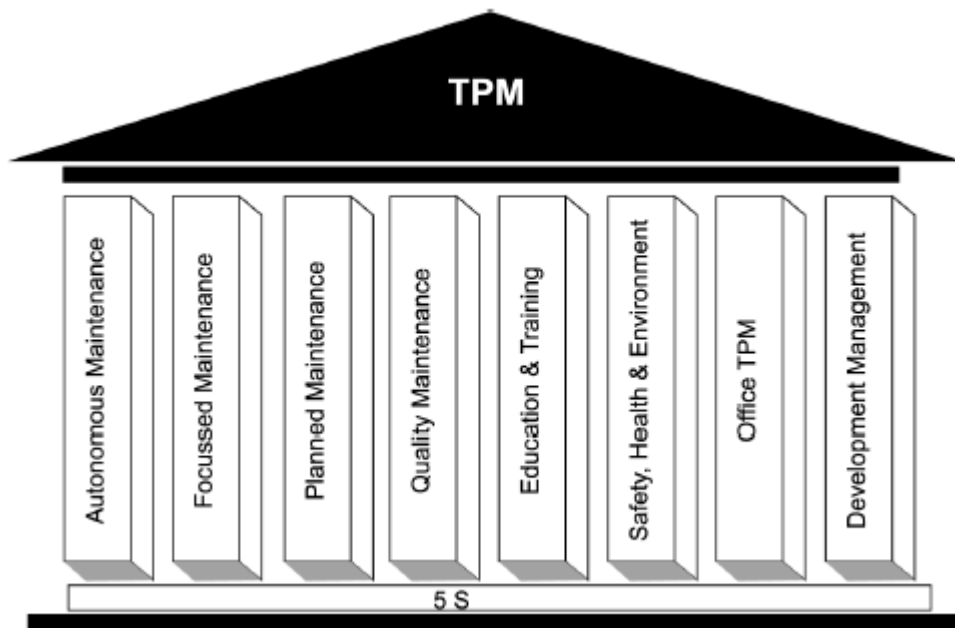 TPM
Autonomous Maintenance
Focussed Maintenance
Planned Maintenance
Quality Maintenance
Education & Training
Safety, Health & Environment
Office TPM
Development Management
5 S